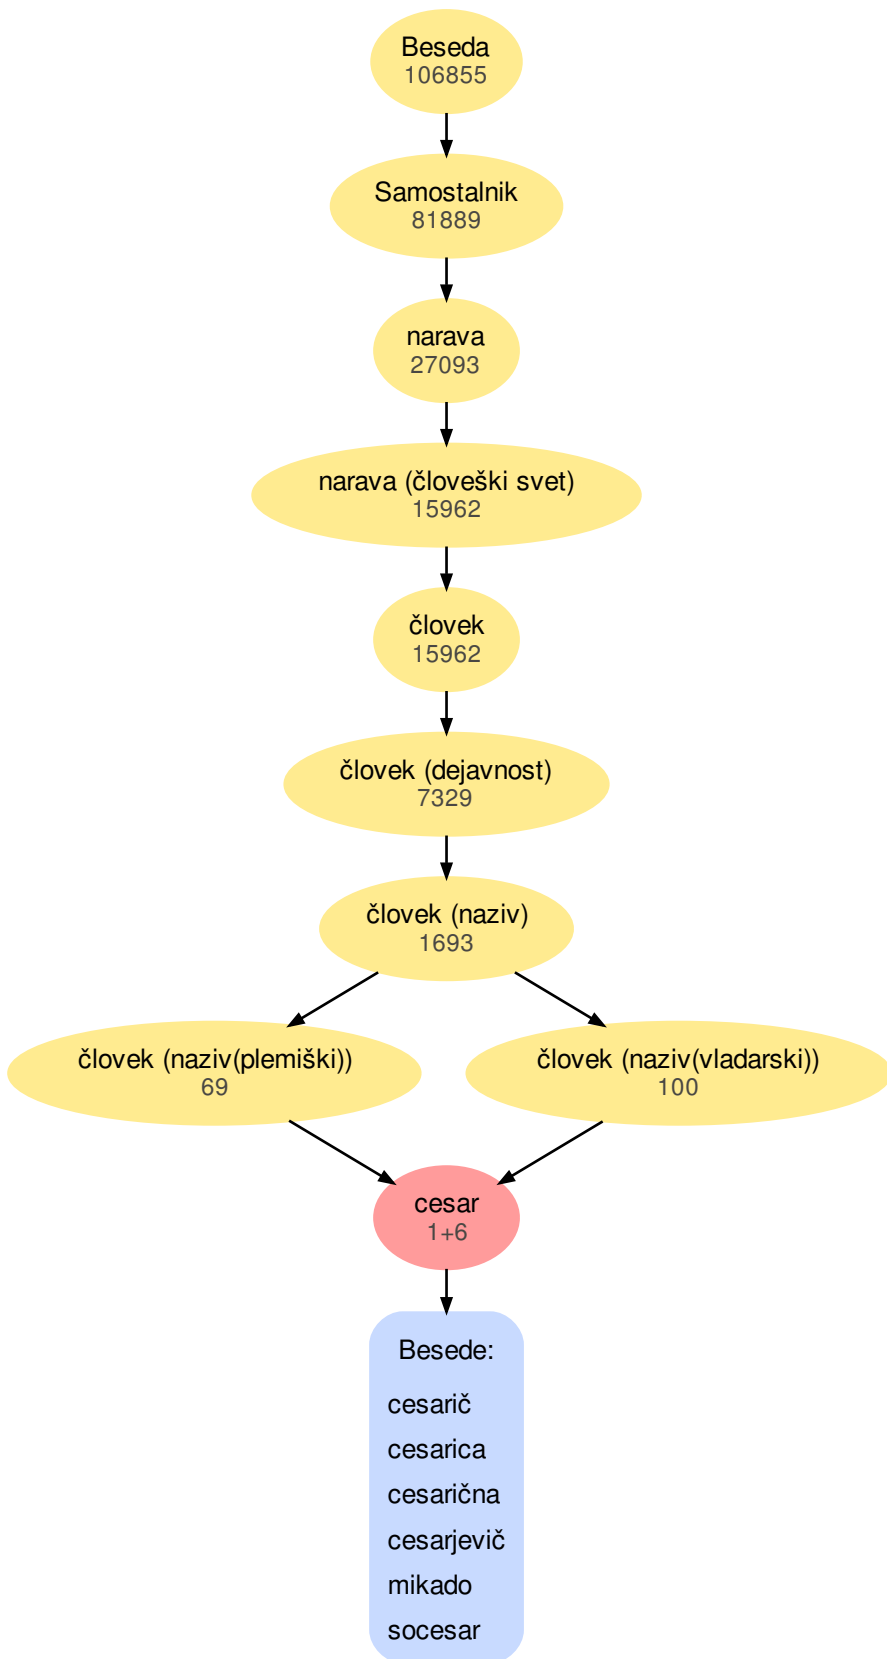 Beseda
106855
Samostalnik
81889
narava
27093
narava (človeški svet)
15962
človek
15962
človek (dejavnost)
7329
človek (naziv)
1693
človek (naziv(plemiški))
69
človek (naziv(vladarski))
100
cesar
1+6
Besede:
cesarič
cesarica
cesarična
cesarjevič
mikado
socesar